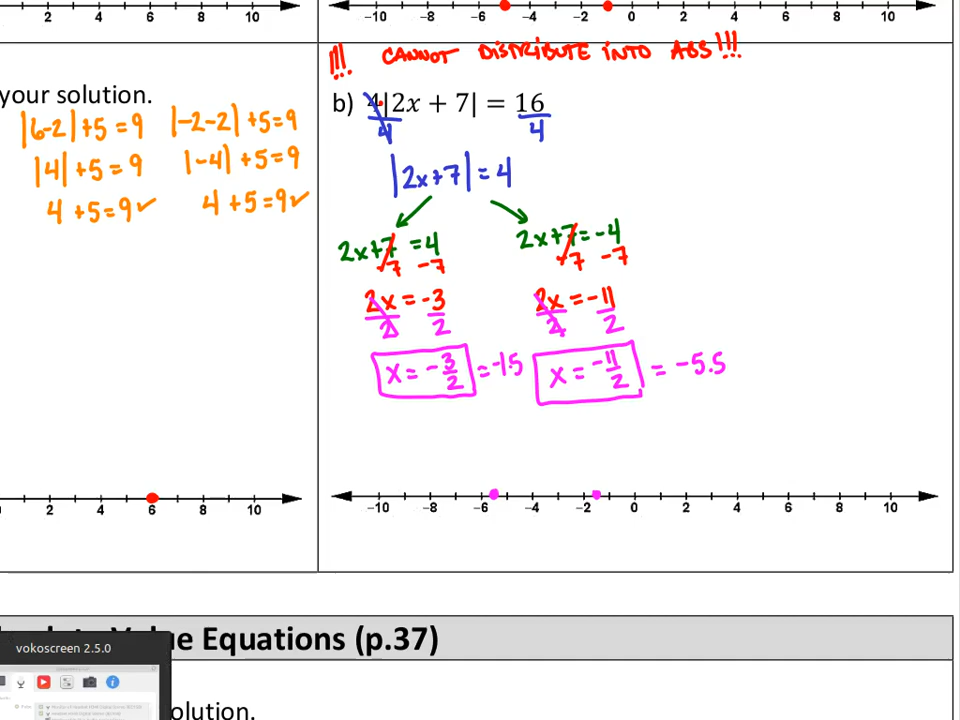 2 4 6 8 10
−10 −8 −6 −4 −2 0 2 4 6 8 10
!!! CANNOT DISTRIBUTE INTO ABS !!!
your solution.
|6-2| +5 = 9 |-2-2| +5 = 9
|4| +5 = 9 |-4| +5 = 9
4 +5 = 9 ✓ 4 +5 = 9 ✓
b) 4|2x + 7| = 16
4 4
|2x+7| = 4
2x+7 = 4 2x+7 = -4
-7 -7 -7 -7
2x = -3 2x = -11
2 2 2 2
x = -3/2 = -1.5 x = -11/2 = -5.5
2 4 6 8 10
−10 −8 −6 −4 −2 0 2 4 6 8 10
Value Equations (p.37)
vokoscreen 2.5.0
olution.